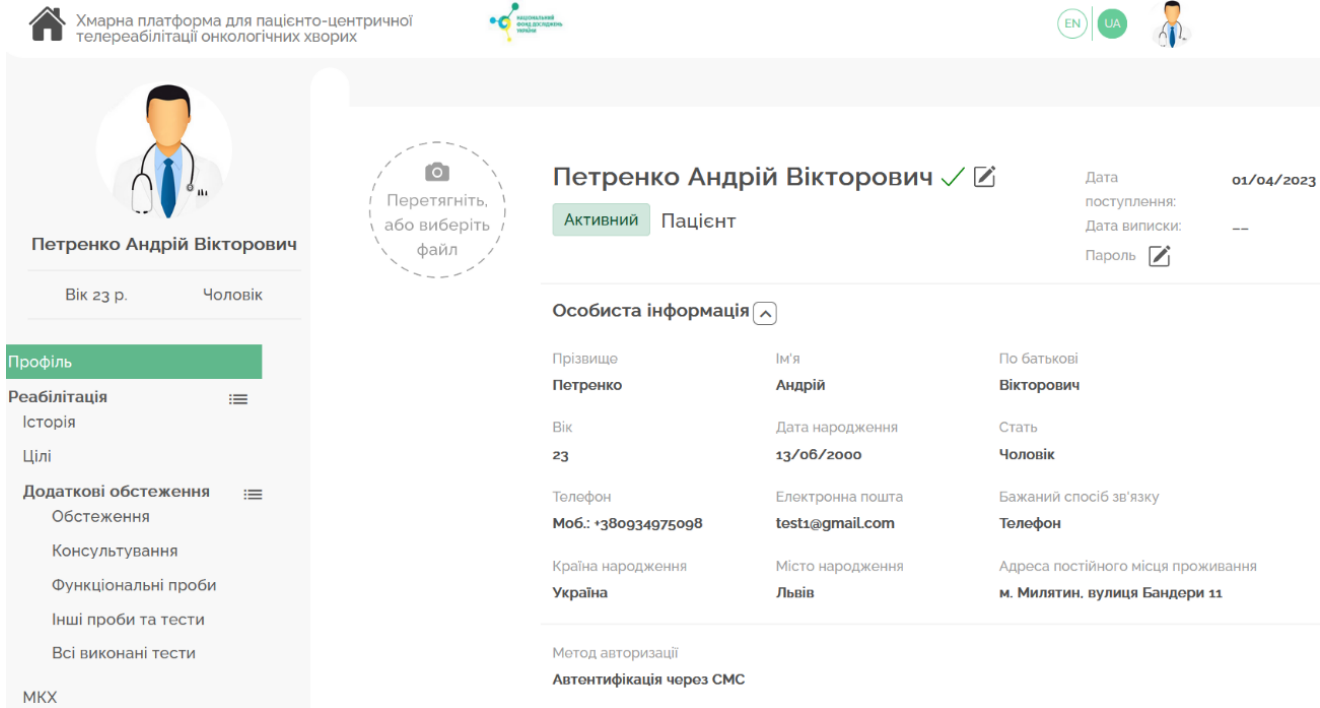 Хмарна платформа для пацієнто-центричної
телереабілітації онкологічних хворих
НАЦІОНАЛЬНИЙ
ФОНД ДОСЛІДЖЕНЬ
УКРАЇНИ
EN
UA
Петренко Андрій Вікторович
Вік 23 р. Чоловік
Профіль
Реабілітація
Історія
Цілі
Додаткові обстеження
Обстеження
Консультування
Функціональні проби
Інші проби та тести
Всі виконані тести
МКХ
Перетягніть,
або виберіть
файл
Петренко Андрій Вікторович
Активний Пацієнт
Дата
поступлення: 01/04/2023
Дата виписки: --
Пароль
Особиста інформація
Прізвище Ім'я По батькові
Петренко Андрій Вікторович
Вік Дата народження Стать
23 13/06/2000 Чоловік
Телефон Електронна пошта Бажаний спосіб зв'язку
Моб.: +380934975098 test1@gmail.com Телефон
Країна народження Місто народження Адреса постійного місця проживання
Україна Львів м. Милятин, вулиця Бандери 11
Метод авторизації
Автентифікація через СМС